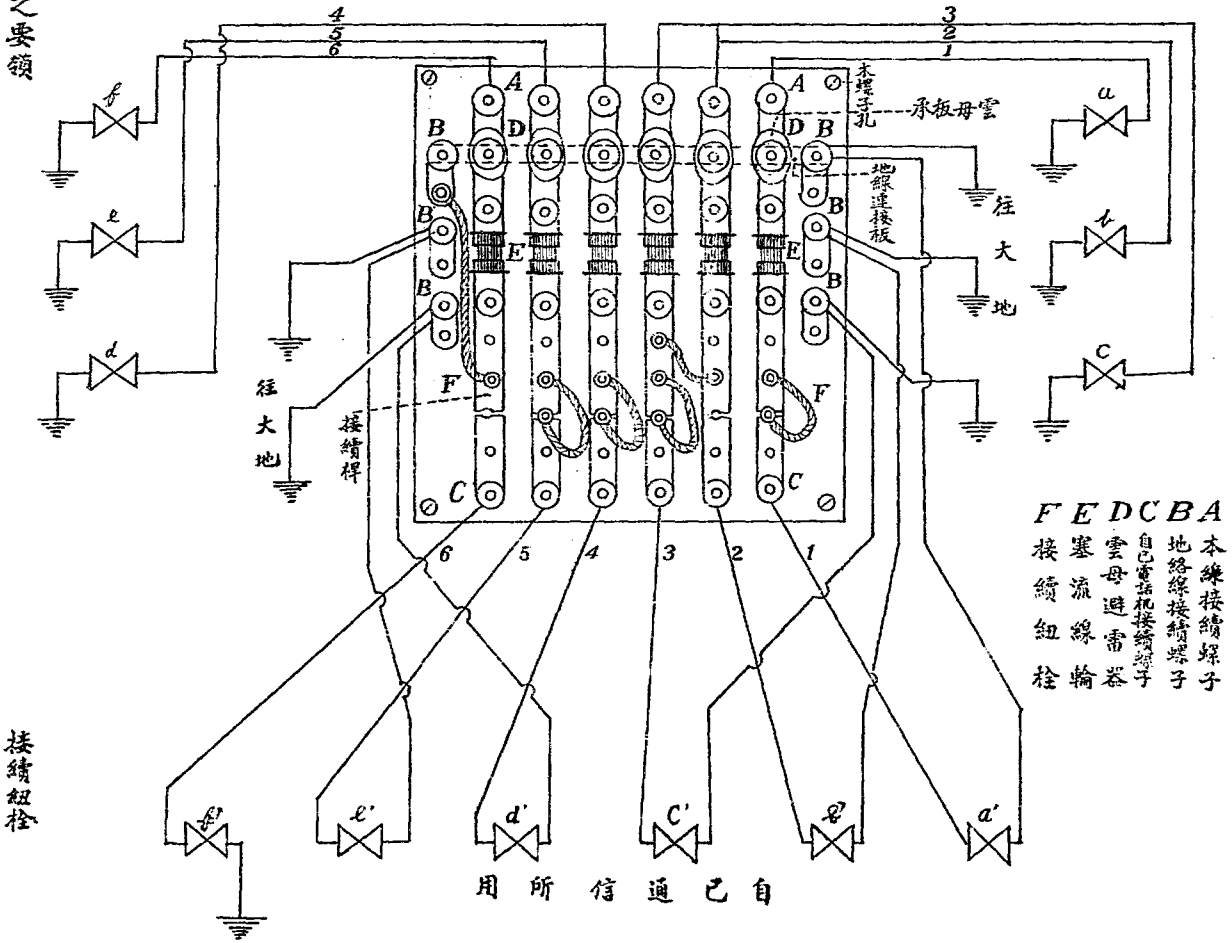 4
5
6
3
2
1
A
A
木螺子孔
雲母板承
B
D
D
B
地線連接板
a
f
b
e
c
d
B
E
E
B
B
B
往大地
往大地
F
F
接續桿
C
C
6
5
4
3
2
1
A 本線接續螺子
B 地絡線接續螺子
C 自己電話机接續螺子
D 雲母避雷器
E 塞流線輪
F 接續紐栓
f'
e'
d'
C'
b'
a'
自己通信所用
之要領
接續紐栓